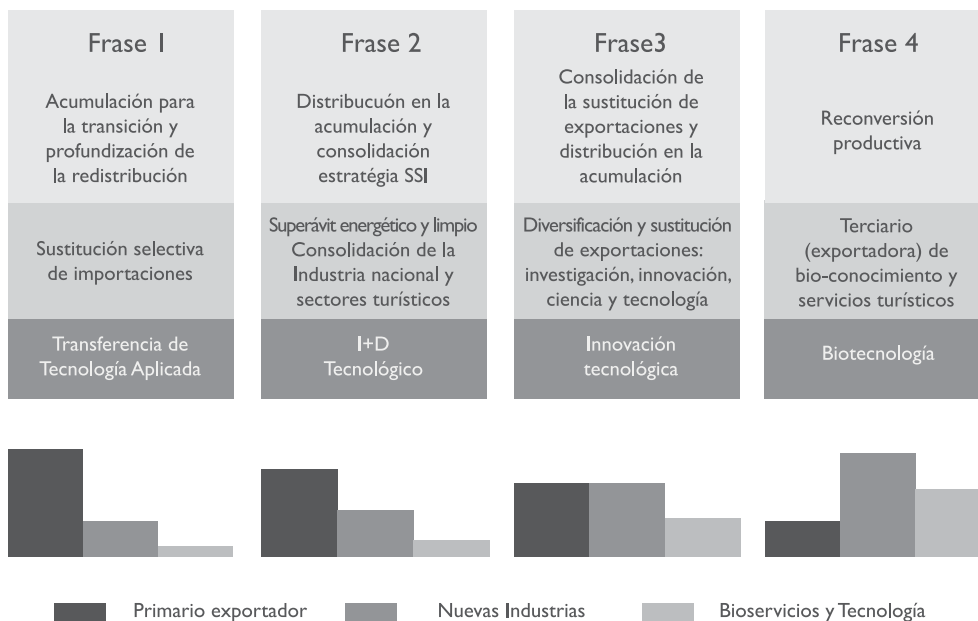 Frase 1
Acumulación para
la transición y
profundización de
la redistribución
Sustitución selectiva
de importaciones
Transferencia de
Tecnología Aplicada
Frase 2
Distribucuón en la
acumulación y
consolidación
estratégia SSI
Superávit energético y limpio
Consolidación de la
Industria nacional y
sectores turísticos
I+D
Tecnológico
Frase3
Consolidación de
la sustitución de
exportaciones y
distribución en la
acumulación
Diversificación y sustitución
de exportaciones:
investigación, innovación,
ciencia y tecnología
Innovación
tecnológica
Frase 4
Reconversión
productiva
Terciario
(exportadora) de
bio-conocimiento y
servicios turísticos
Biotecnología
Primario exportador
Nuevas Industrias
Bioservicios y Tecnología